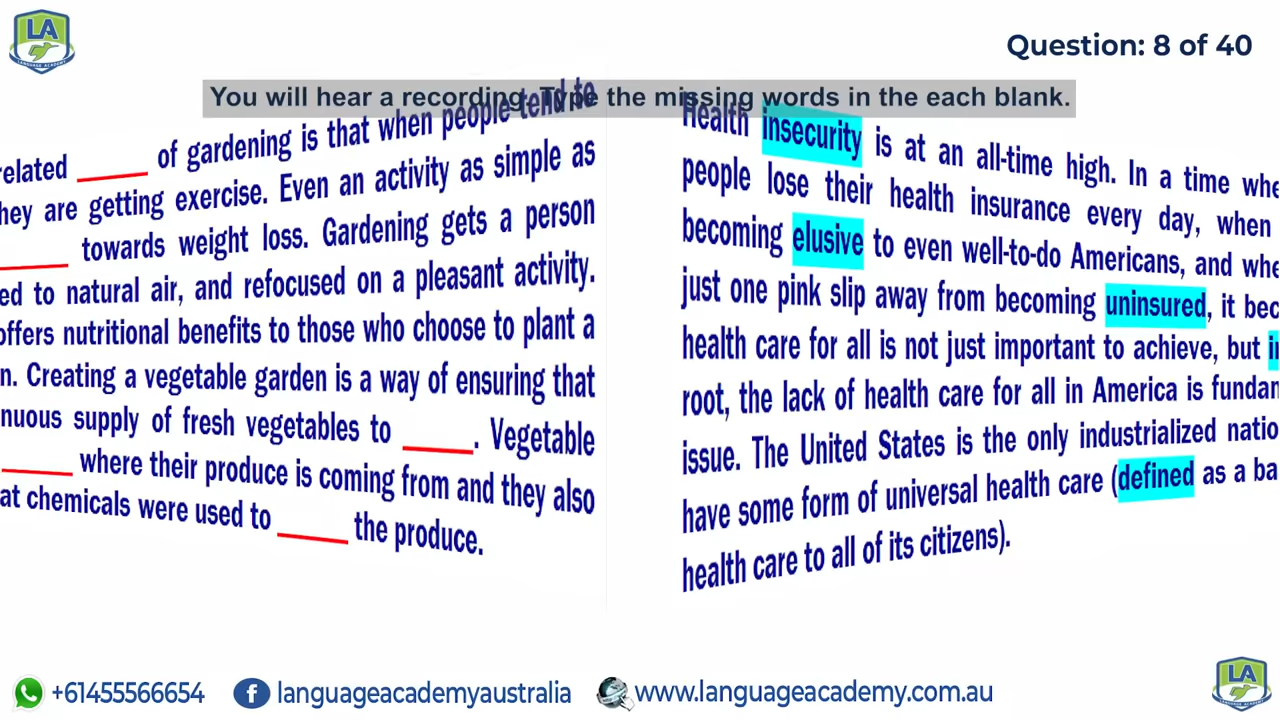 LA
LANGUAGE ACADEMY
Question: 8 of 40
You will hear a recording. Type the missing words in the each blank.
related _____ of gardening is that when people tend to
hey are getting exercise. Even an activity as simple as
_____ towards weight loss. Gardening gets a person
ed to natural air, and refocused on a pleasant activity.
offers nutritional benefits to those who choose to plant a
n. Creating a vegetable garden is a way of ensuring that
nuous supply of fresh vegetables to _____. Vegetable
_____ where their produce is coming from and they also
at chemicals were used to _____ the produce.
Health insecurity is at an all-time high. In a time whe
people lose their health insurance every day, when
becoming elusive to even well-to-do Americans, and whe
just one pink slip away from becoming uninsured, it bec
health care for all is not just important to achieve, but i
root, the lack of health care for all in America is fundan
issue. The United States is the only industrialized natio
have some form of universal health care (defined as a ba
health care to all of its citizens).
+61455566654 languageacademyaustralia www.languageacademy.com.au
LA